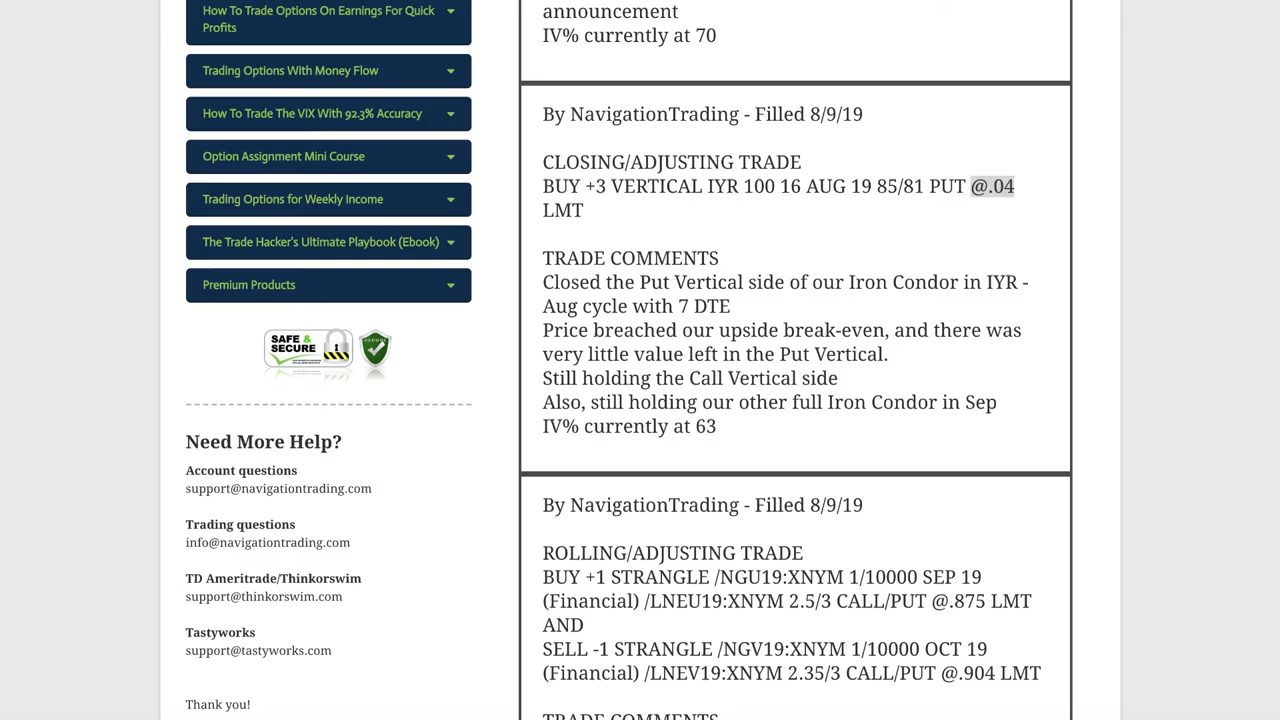 How To Trade Options On Earnings For Quick
Profits
Trading Options With Money Flow
How To Trade The VIX With 92.3% Accuracy
Option Assignment Mini Course
Trading Options for Weekly Income
The Trade Hacker's Ultimate Playbook (Ebook)
Premium Products
SAFE &
SECURE
Need More Help?
Account questions
support@navigationtrading.com
Trading questions
info@navigationtrading.com
TD Ameritrade/Thinkorswim
support@thinkorswim.com
Tastyworks
support@tastyworks.com
Thank you!
announcement
IV% currently at 70
By NavigationTrading - Filled 8/9/19
CLOSING/ADJUSTING TRADE
BUY +3 VERTICAL IYR 100 16 AUG 19 85/81 PUT @.04
LMT
TRADE COMMENTS
Closed the Put Vertical side of our Iron Condor in IYR -
Aug cycle with 7 DTE
Price breached our upside break-even, and there was
very little value left in the Put Vertical.
Still holding the Call Vertical side
Also, still holding our other full Iron Condor in Sep
IV% currently at 63
By NavigationTrading - Filled 8/9/19
ROLLING/ADJUSTING TRADE
BUY +1 STRANGLE /NGU19:XNYM 1/10000 SEP 19
(Financial) /LNEU19:XNYM 2.5/3 CALL/PUT @.875 LMT
AND
SELL -1 STRANGLE /NGV19:XNYM 1/10000 OCT 19
(Financial) /LNEV19:XNYM 2.35/3 CALL/PUT @.904 LMT
TRADE COMMENTS